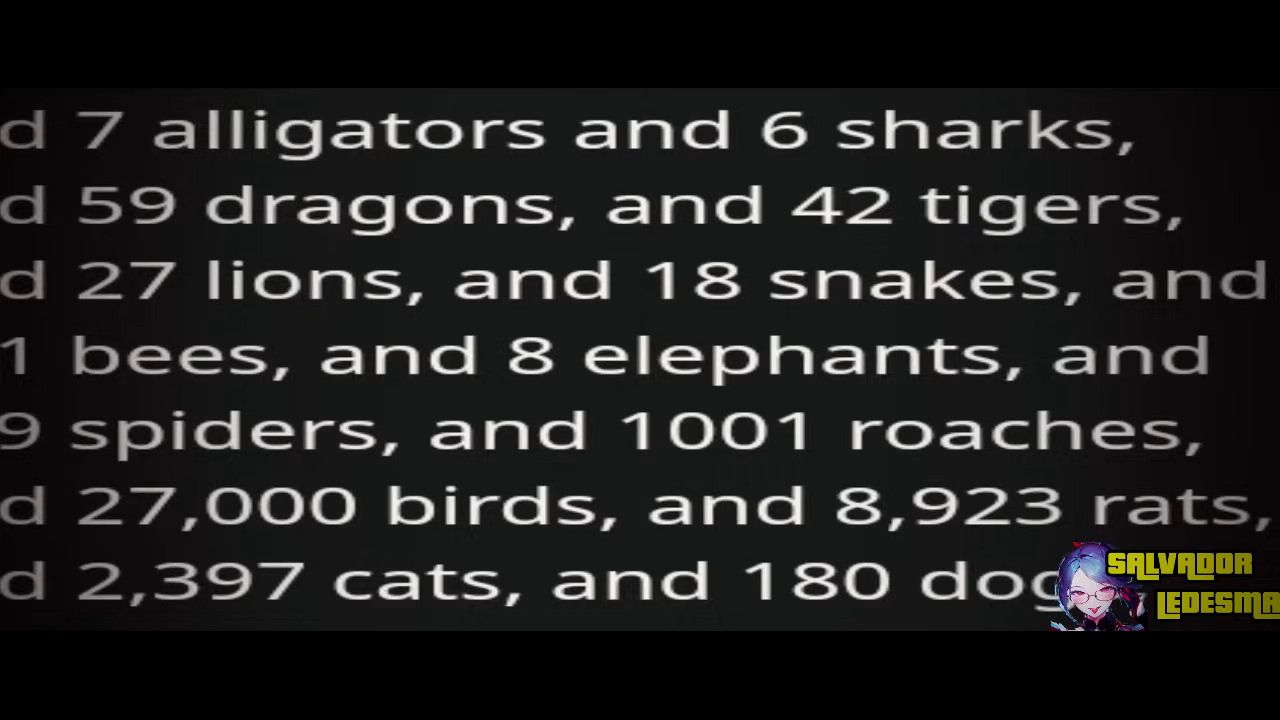 d 7 alligators and 6 sharks,
d 59 dragons, and 42 tigers,
d 27 lions, and 18 snakes, and
1 bees, and 8 elephants, and
9 spiders, and 1001 roaches,
d 27,000 birds, and 8,923 rats,
d 2,397 cats, and 180 dog
SALVADOR
LEDESMA